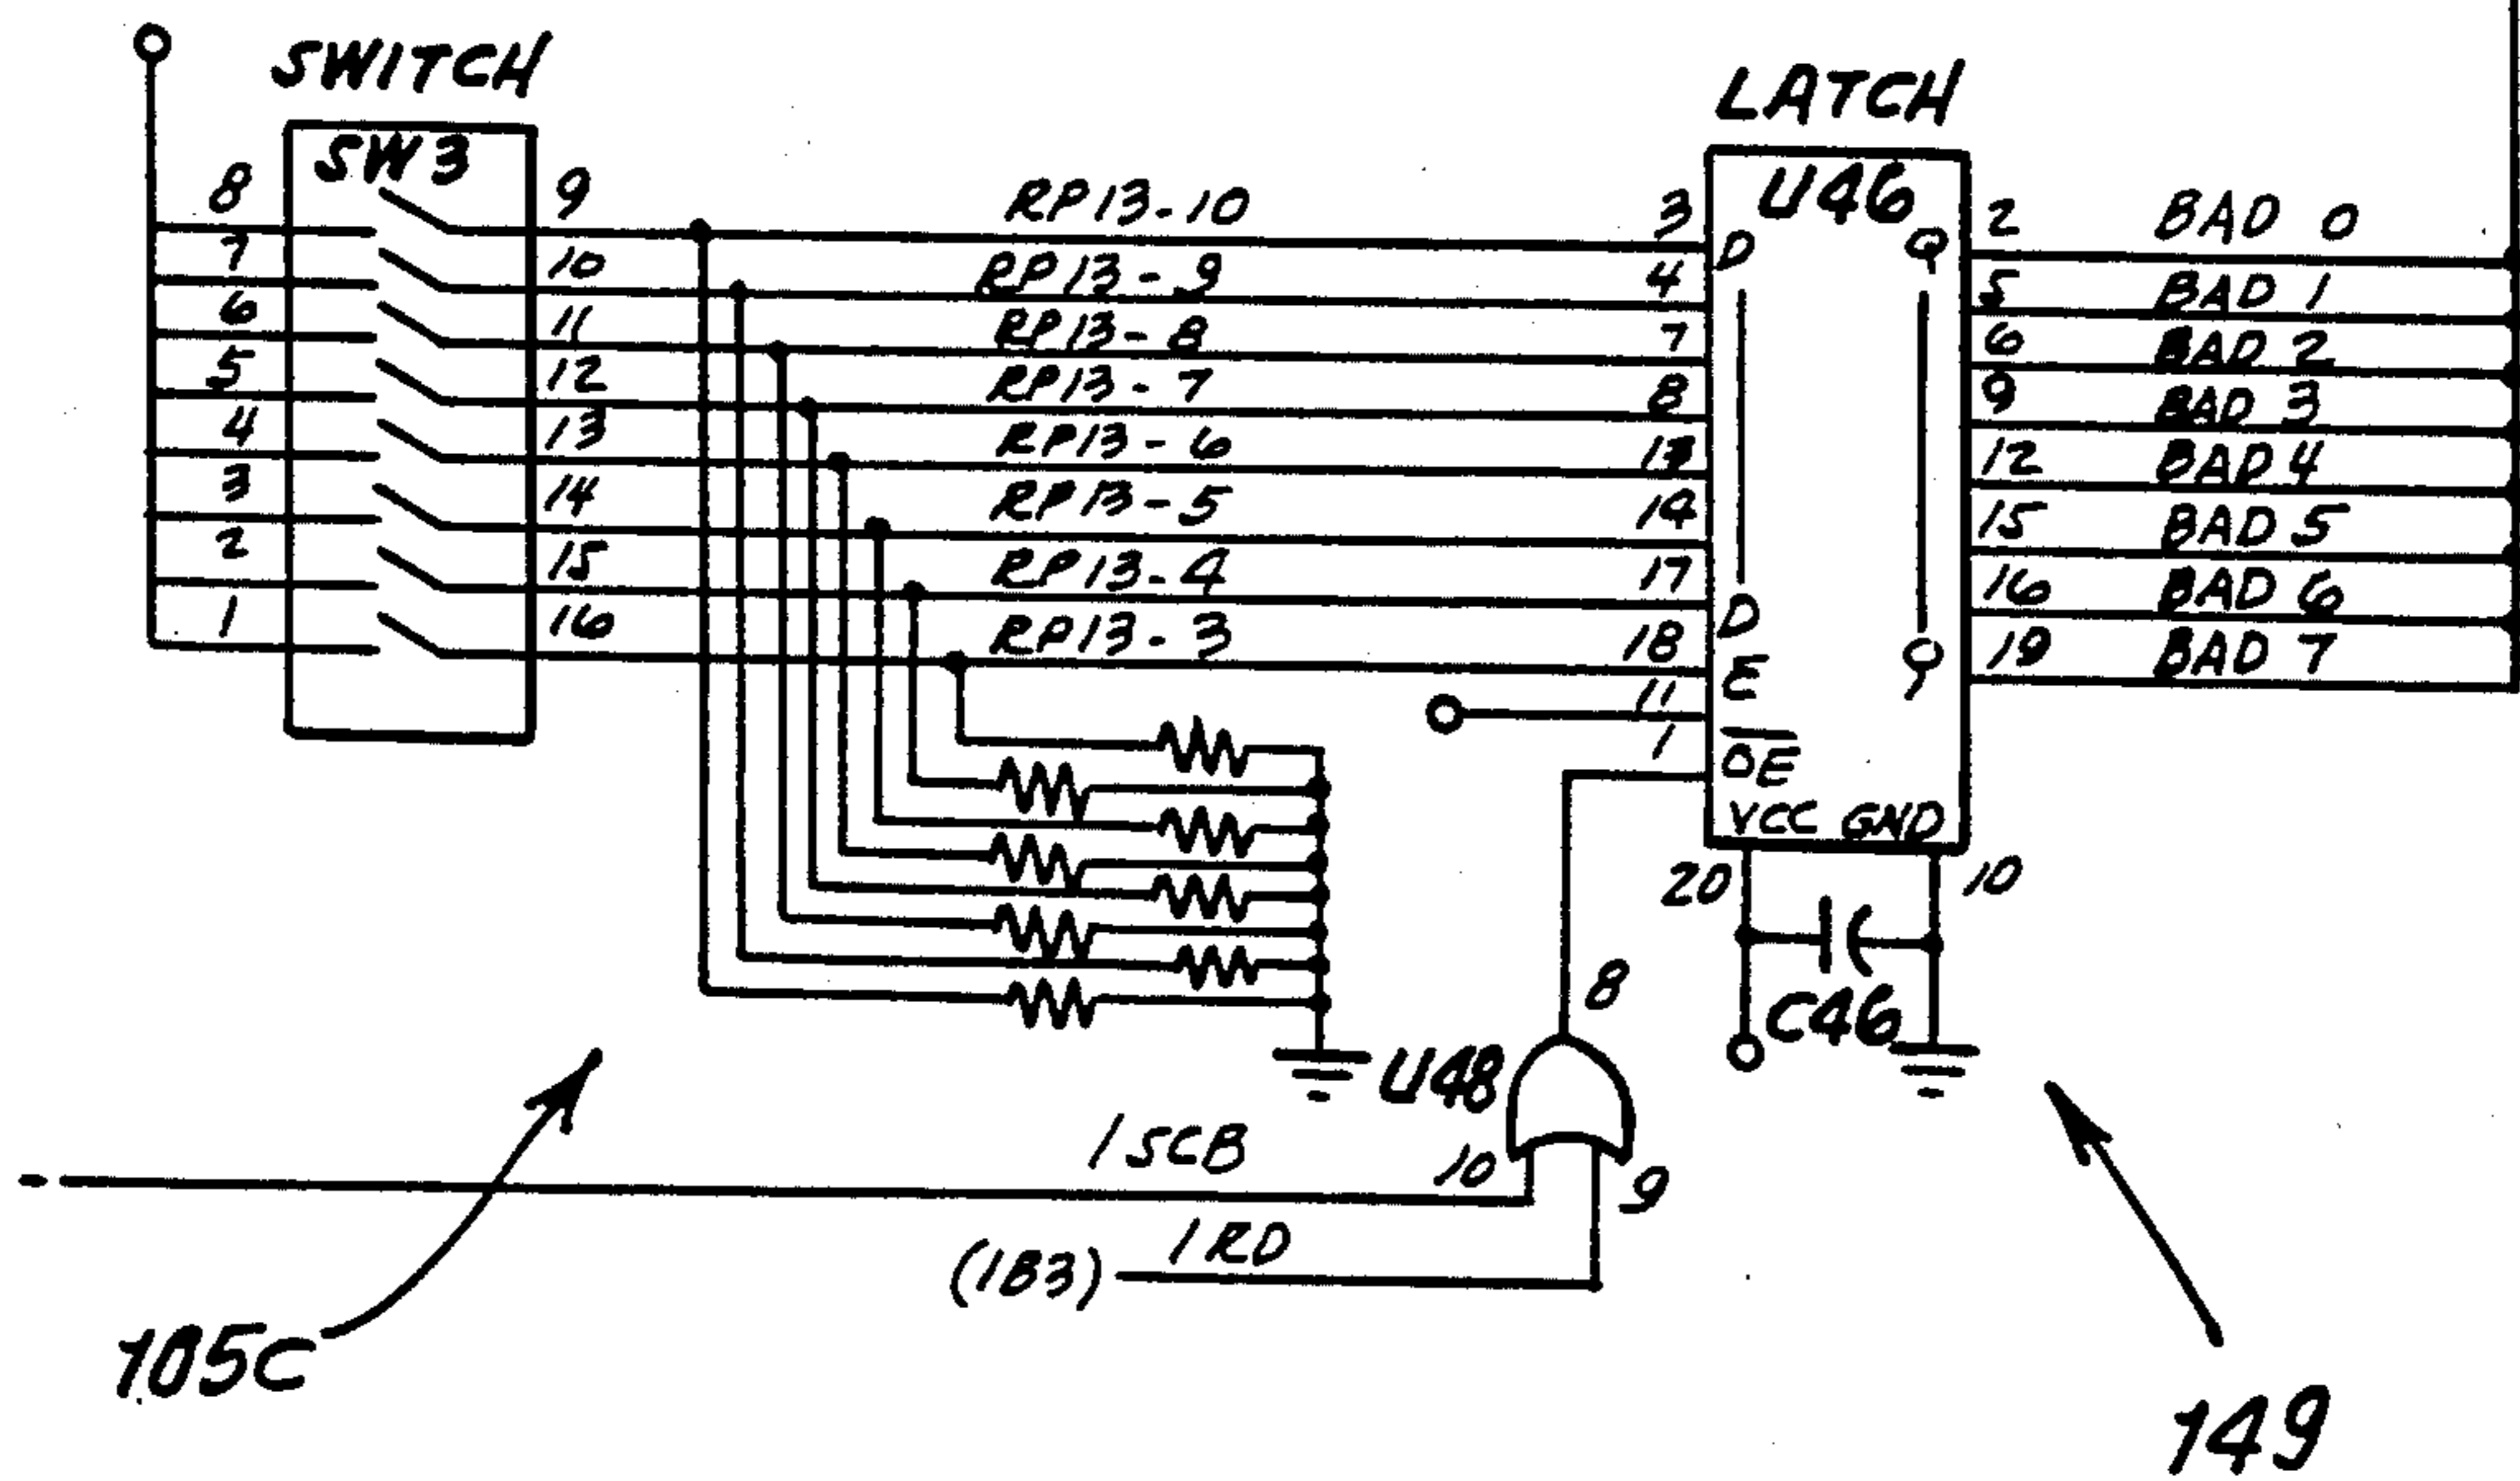 SWITCH
LATCH
SW3
U46
8
9
RP13-10
3
D
Q
2
BAD 0
7
10
RP13-9
4
5
BAD 1
6
11
RP13-8
7
6
BAD 2
5
12
RP13-7
8
9
BAD 3
4
13
RP13-6
13
12
BAD 4
3
14
RP13-5
14
15
BAD 5
2
15
RP13-4
17
D
16
BAD 6
1
16
RP13-3
18
E
Q
19
BAD 7
11
1
OE
VCC GND
20
10
C46
8
U48
1SCB
10
9
(1B3)
1RD
105C
149